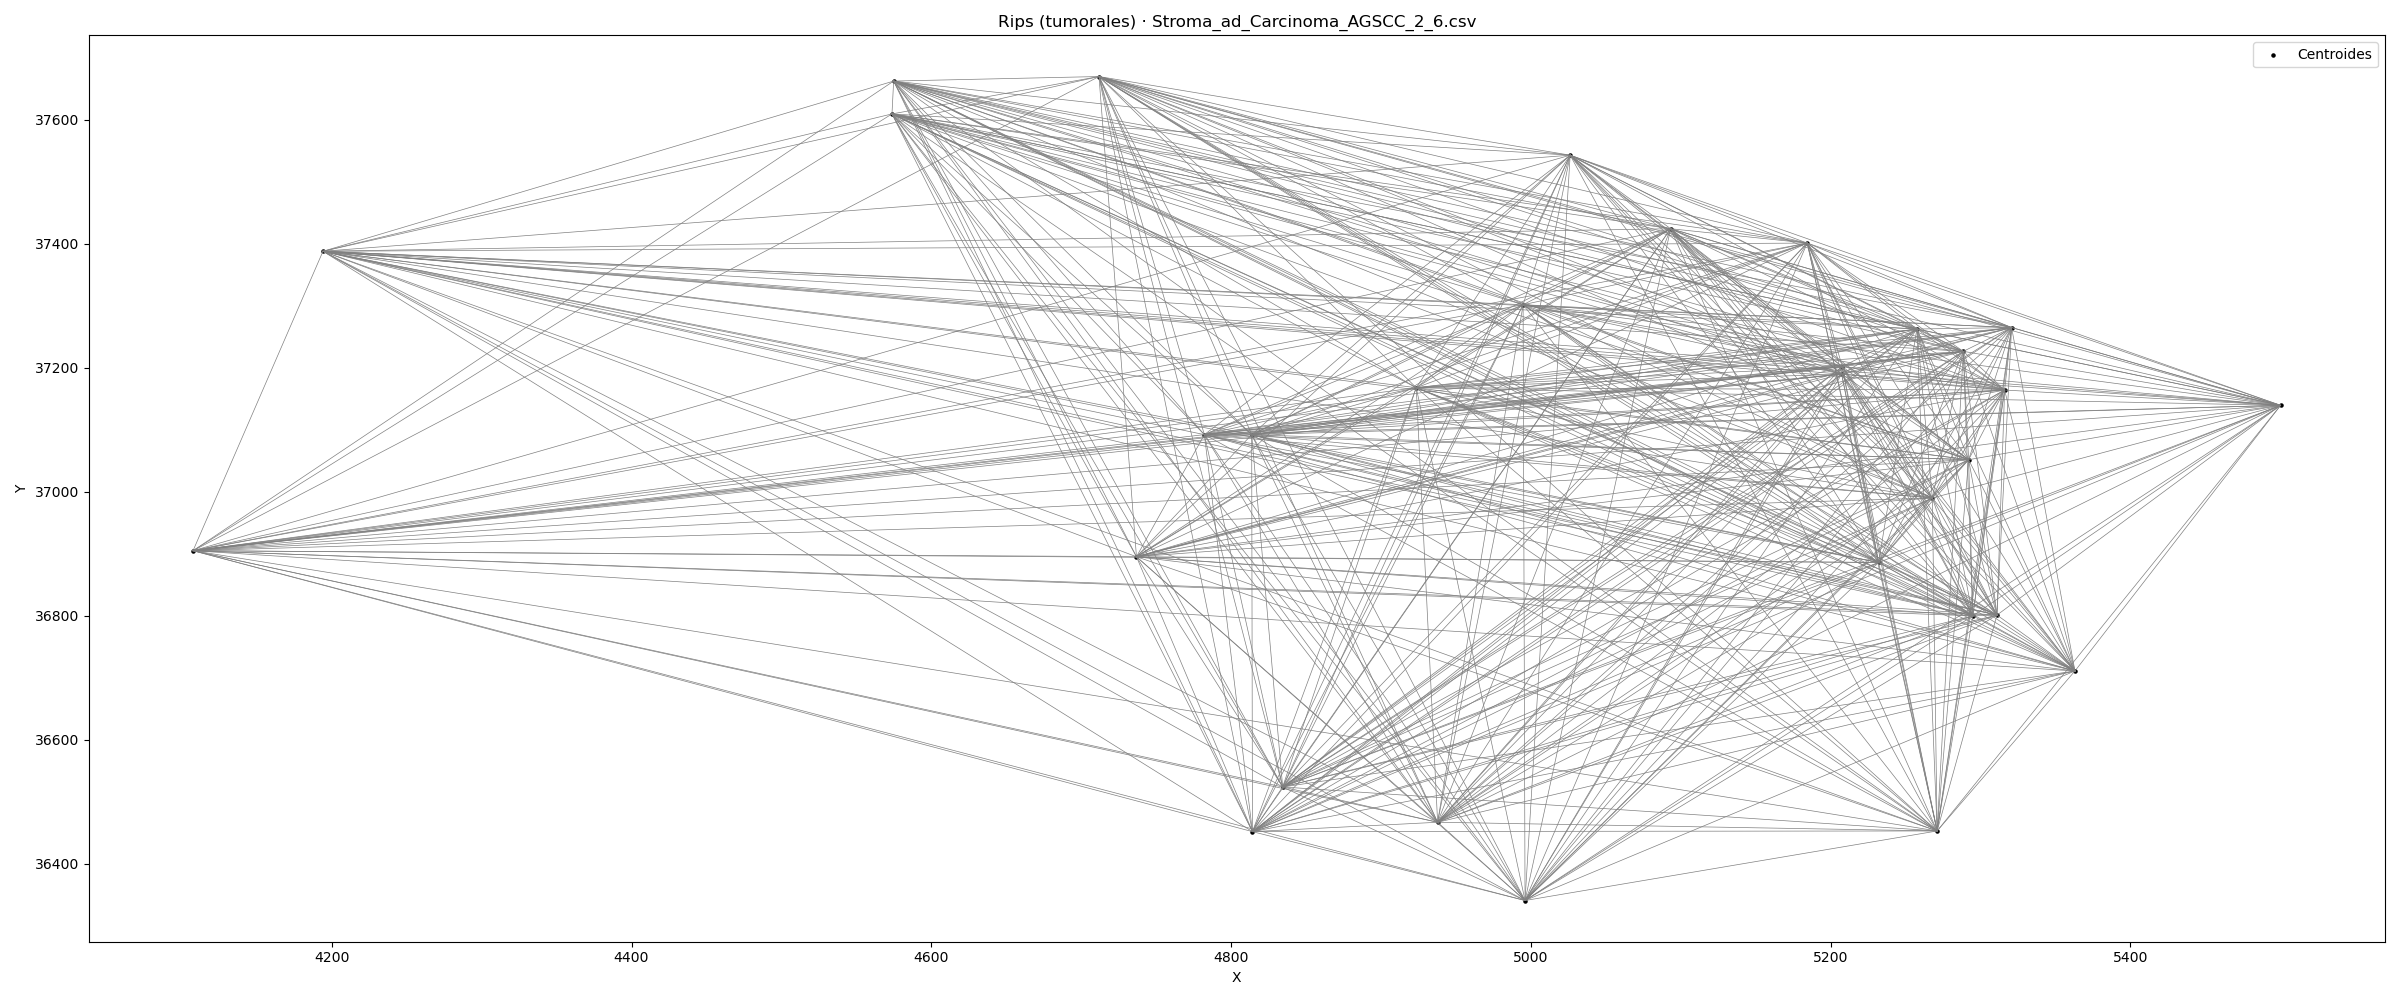 Rips (tumorales) · Stroma_ad_Carcinoma_AGSCC_2_6.csv
Centroides
37600
37400
37200
37000
36800
36600
36400
Y
4200 4400 4600 4800 5000 5200 5400
X